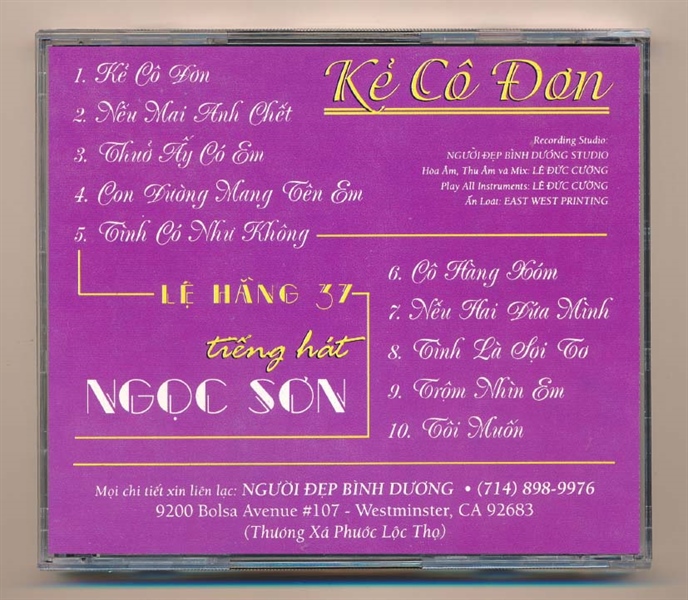 1. Kẻ Cô Đơn
2. Nếu Mai Anh Chết
3. Thuở Ấy Có Em
4. Con Đường Mang Tên Em
5. Tình Có Như Không
Kẻ Cô Đơn
Recording Studio:
NGƯỜI ĐẸP BÌNH DƯƠNG STUDIO
Hòa Âm, Thu Âm và Mix: LÊ ĐỨC CƯỜNG
Play All Instruments: LÊ ĐỨC CƯỜNG
Ấn Loát: EAST WEST PRINTING
LỆ HẰNG 37
tiếng hát
NGỌC SƠN
6. Cô Hàng Xóm
7. Nếu Hai Đứa Mình
8. Tình Là Sợi Tơ
9. Trộm Nhìn Em
10. Tôi Muốn
Mọi chi tiết xin liên lạc: NGƯỜI ĐẸP BÌNH DƯƠNG • (714) 898-9976
9200 Bolsa Avenue #107 - Westminster, CA 92683
(Thương Xá Phước Lộc Thọ)